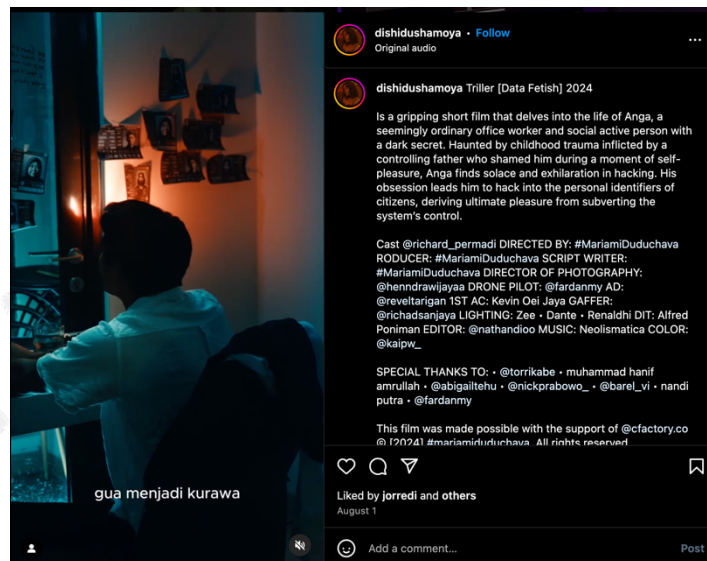 dishidushamoya • Follow
Original audio
dishidushamoya Triller [Data Fetish] 2024
Is a gripping short film that delves into the life of Anga, a
seemingly ordinary office worker and social active person with
a dark secret. Haunted by childhood trauma inflicted by a
controlling father who shamed him during a moment of self-
pleasure, Anga finds solace and exhilaration in hacking. His
obsession leads him to hack into the personal identifiers of
citizens, deriving ultimate pleasure from subverting the
system's control.
Cast @richard_permadi DIRECTED BY: #MariamiDuduchava
RODUCER: #MariamiDuduchava SCRIPT WRITER:
#MariamiDuduchava DIRECTOR OF PHOTOGRAPHY:
@henndrawijayaa DRONE PILOT: @fardanmy AD:
@reveltarigan 1ST AC: Kevin Oei Jaya GAFFER:
@richadsanjaya LIGHTING: Zee • Dante • Renaldhi DIT: Alfred
Poniman EDITOR: @nathandioo MUSIC: Neolismatica COLOR:
@kaipw_
SPECIAL THANKS TO: • @torrikabe • muhammad hanif
amrullah • @abigailtehu • @nickprabowo_ • @barel_vi • nandi
putra • @fardanmy
This film was made possible with the support of @cfactory.co
© [2024] #mariamiduduchava. All rights reserved
gua menjadi kurawa
Liked by jorredi and others
August 1
Add a comment...
Post